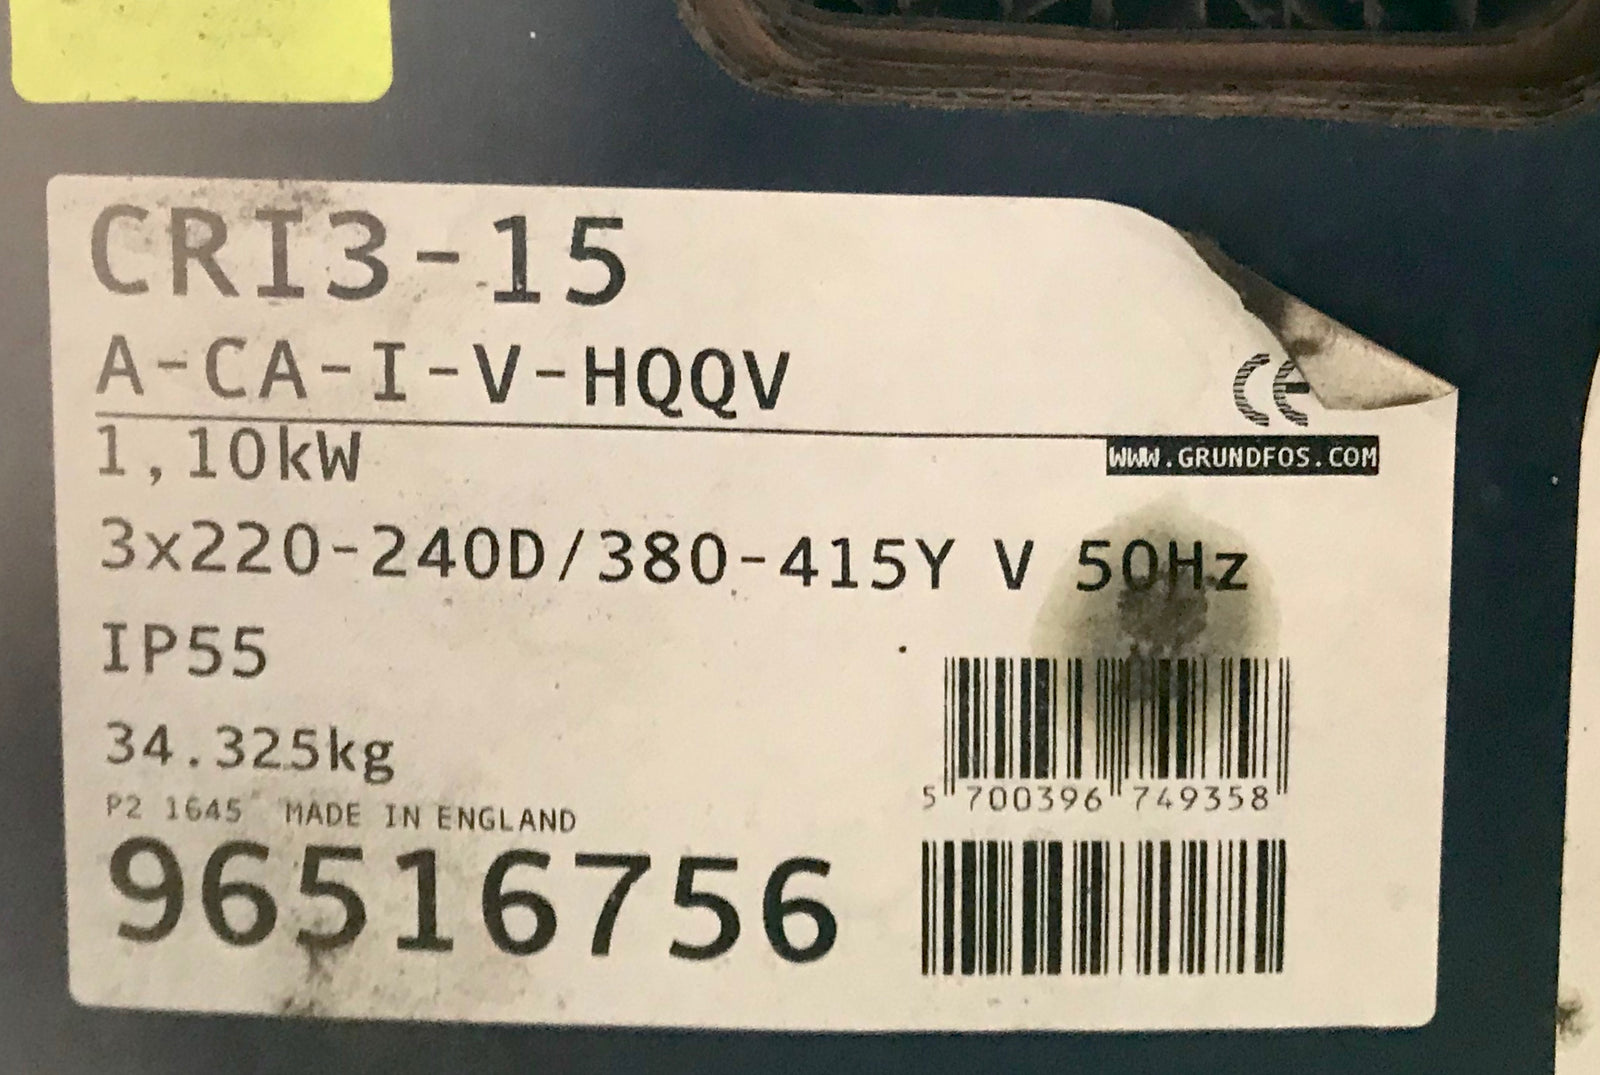 CRI3-15
A-CA-I-V-HQQV
CE
1,10kW
WWW.GRUNDFOS.COM
3x220-240D/380-415Y V 50Hz
IP55
34.325kg
5 700396 749358
P2 1645 MADE IN ENGLAND
96516756